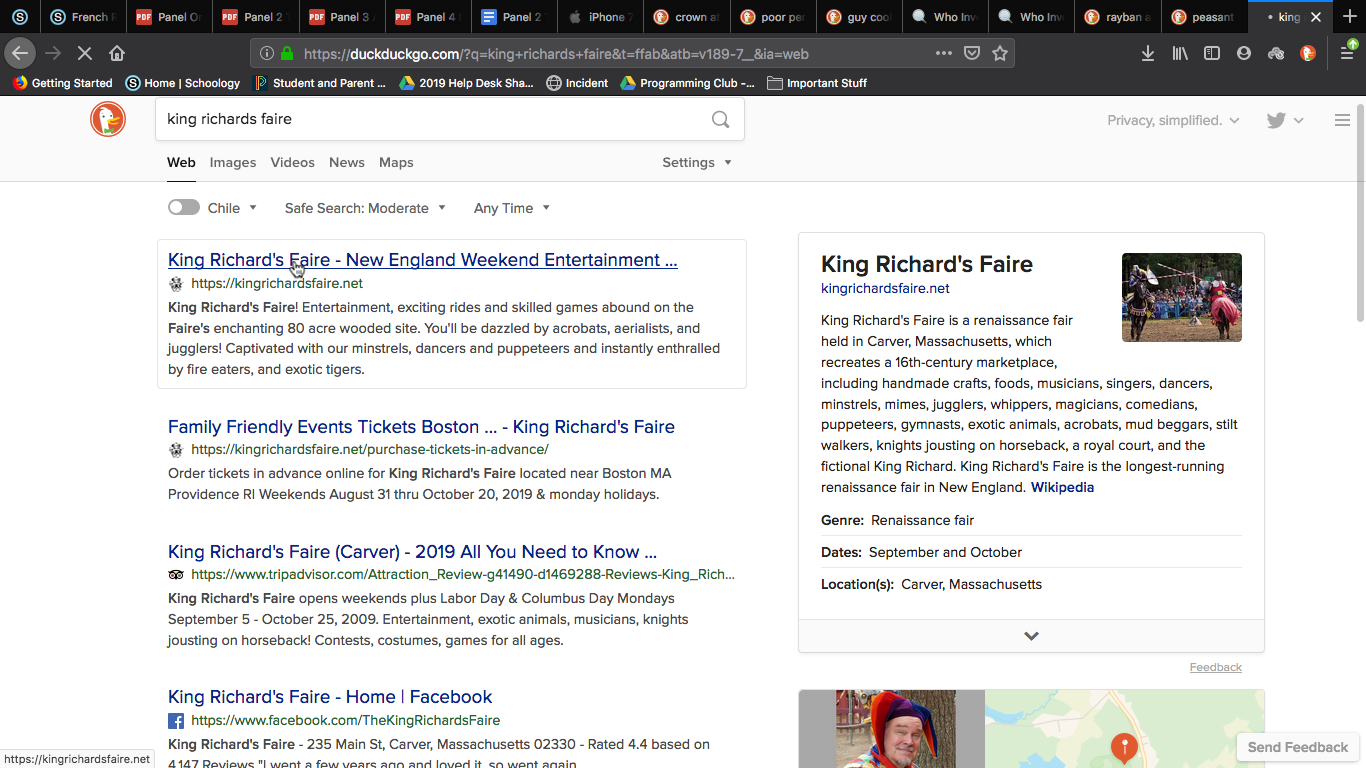 French R
Panel On
Panel 2
Panel 3
Panel 4
Panel 2
iPhone 7
crown a
poor per
guy cool
Who Inv
Who Inv
rayban a
peasant
king
https://duckduckgo.com/?q=king+richards+faire&t=ffab&atb=v189-7__&ia=web
Getting Started
Home | Schoology
Student and Parent ...
2019 Help Desk Sha...
Incident
Programming Club -...
Important Stuff
king richards faire
Privacy, simplified.
Web Images Videos News Maps
Settings
Chile
Safe Search: Moderate
Any Time
King Richard's Faire - New England Weekend Entertainment ...
https://kingrichardsfaire.net
King Richard's Faire! Entertainment, exciting rides and skilled games abound on the
Faire's enchanting 80 acre wooded site. You'll be dazzled by acrobats, aerialists, and
jugglers! Captivated with our minstrels, dancers and puppeteers and instantly enthralled
by fire eaters, and exotic tigers.
Family Friendly Events Tickets Boston ... - King Richard's Faire
https://kingrichardsfaire.net/purchase-tickets-in-advance/
Order tickets in advance online for King Richard's Faire located near Boston MA
Providence RI Weekends August 31 thru October 20, 2019 & monday holidays.
King Richard's Faire (Carver) - 2019 All You Need to Know ...
https://www.tripadvisor.com/Attraction_Review-g41490-d1469288-Reviews-King_Rich...
King Richard's Faire opens weekends plus Labor Day & Columbus Day Mondays
September 5 - October 25, 2009. Entertainment, exotic animals, musicians, knights
jousting on horseback! Contests, costumes, games for all ages.
King Richard's Faire - Home | Facebook
https://www.facebook.com/TheKingRichardsFaire
King Richard's Faire - 235 Main St, Carver, Massachusetts 02330 - Rated 4.4 based on
4,147 Reviews "I went a few years ago and loved it, so went again
https://kingrichardsfaire.net
King Richard's Faire
kingrichardsfaire.net
King Richard's Faire is a renaissance fair
held in Carver, Massachusetts, which
recreates a 16th-century marketplace,
including handmade crafts, foods, musicians, singers, dancers,
minstrels, mimes, jugglers, whippers, magicians, comedians,
puppeteers, gymnasts, exotic animals, acrobats, mud beggars, stilt
walkers, knights jousting on horseback, a royal court, and the
fictional King Richard. King Richard's Faire is the longest-running
renaissance fair in New England. Wikipedia
Genre: Renaissance fair
Dates: September and October
Location(s): Carver, Massachusetts
Feedback
Send Feedback